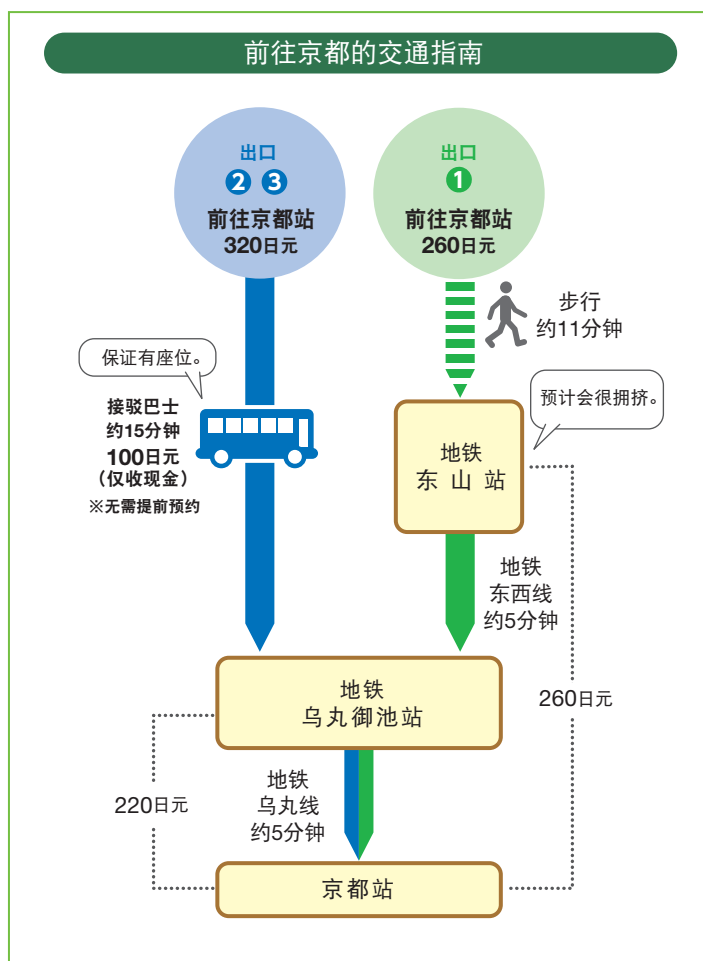 前往京都的交通指南
出口
2 3
前往京都站
320日元
出口
1
前往京都站
260日元
步行
约11分钟
保证有座位。
接驳巴士
约15分钟
100日元
（仅收现金）
※无需提前预约
预计会很拥挤。
地铁
东 山 站
地铁
东西线
约5分钟
地铁
乌丸御池站
260日元
220日元
地铁
乌丸线
约5分钟
京都站